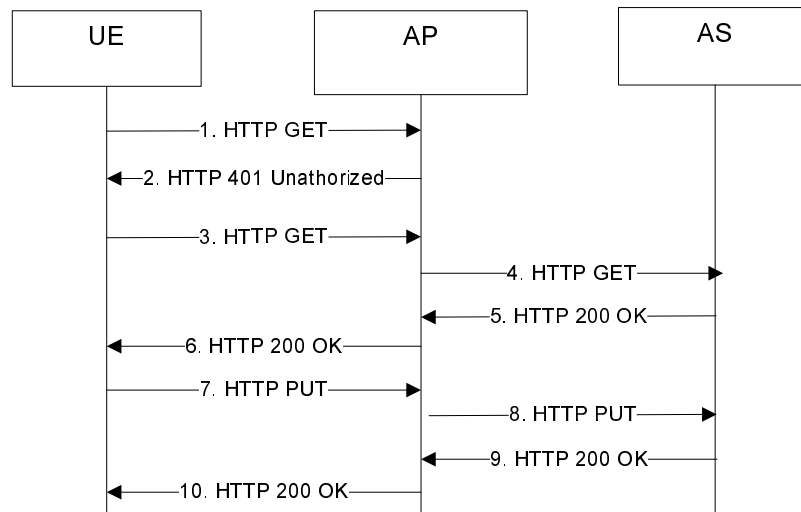 UE
AP
AS
1. HTTP GET
2. HTTP 401 Unathorized
3. HTTP GET
4. HTTP GET
5. HTTP 200 OK
6. HTTP 200 OK
7. HTTP PUT
8. HTTP PUT
9. HTTP 200 OK
10. HTTP 200 OK